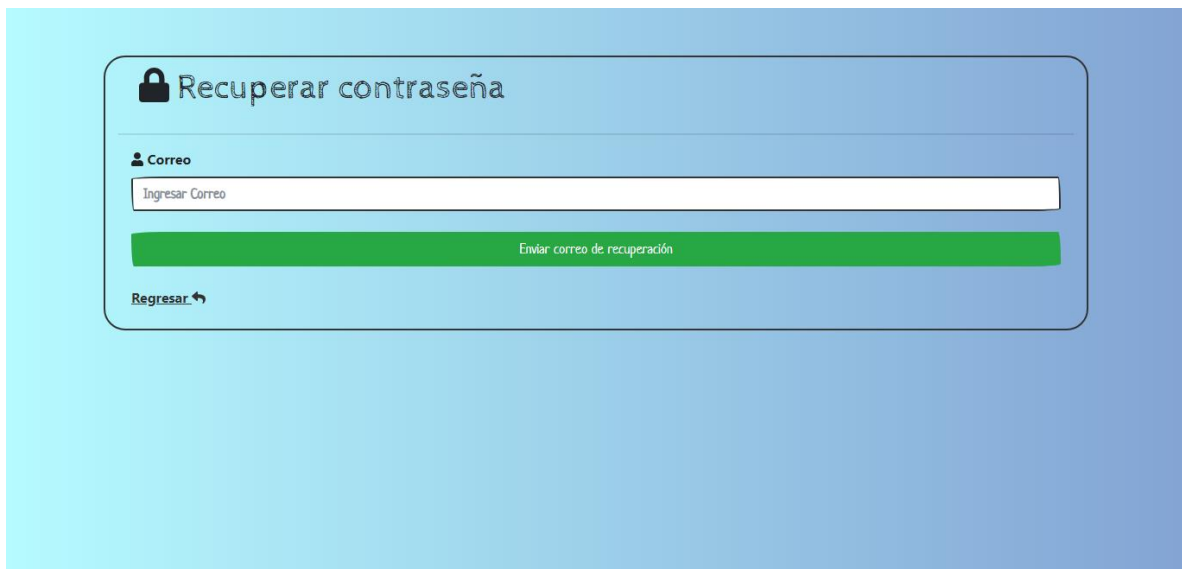 Recuperar contraseña
Correo
Ingresar Correo
Enviar correo de recuperación
Regresar